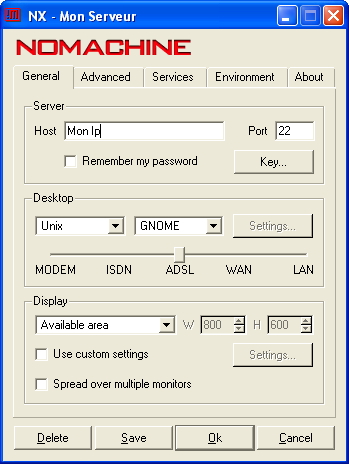 NX - Mon Serveur
NOMACHINE
General Advanced Services Environment About
Server
Host Mon Ip Port 22
Remember my password Key...
Desktop
Unix GNOME Settings...
MODEM ISDN ADSL WAN LAN
Display
Available area W 800 H 600
Use custom settings Settings...
Spread over multiple monitors
Delete Save Ok Cancel